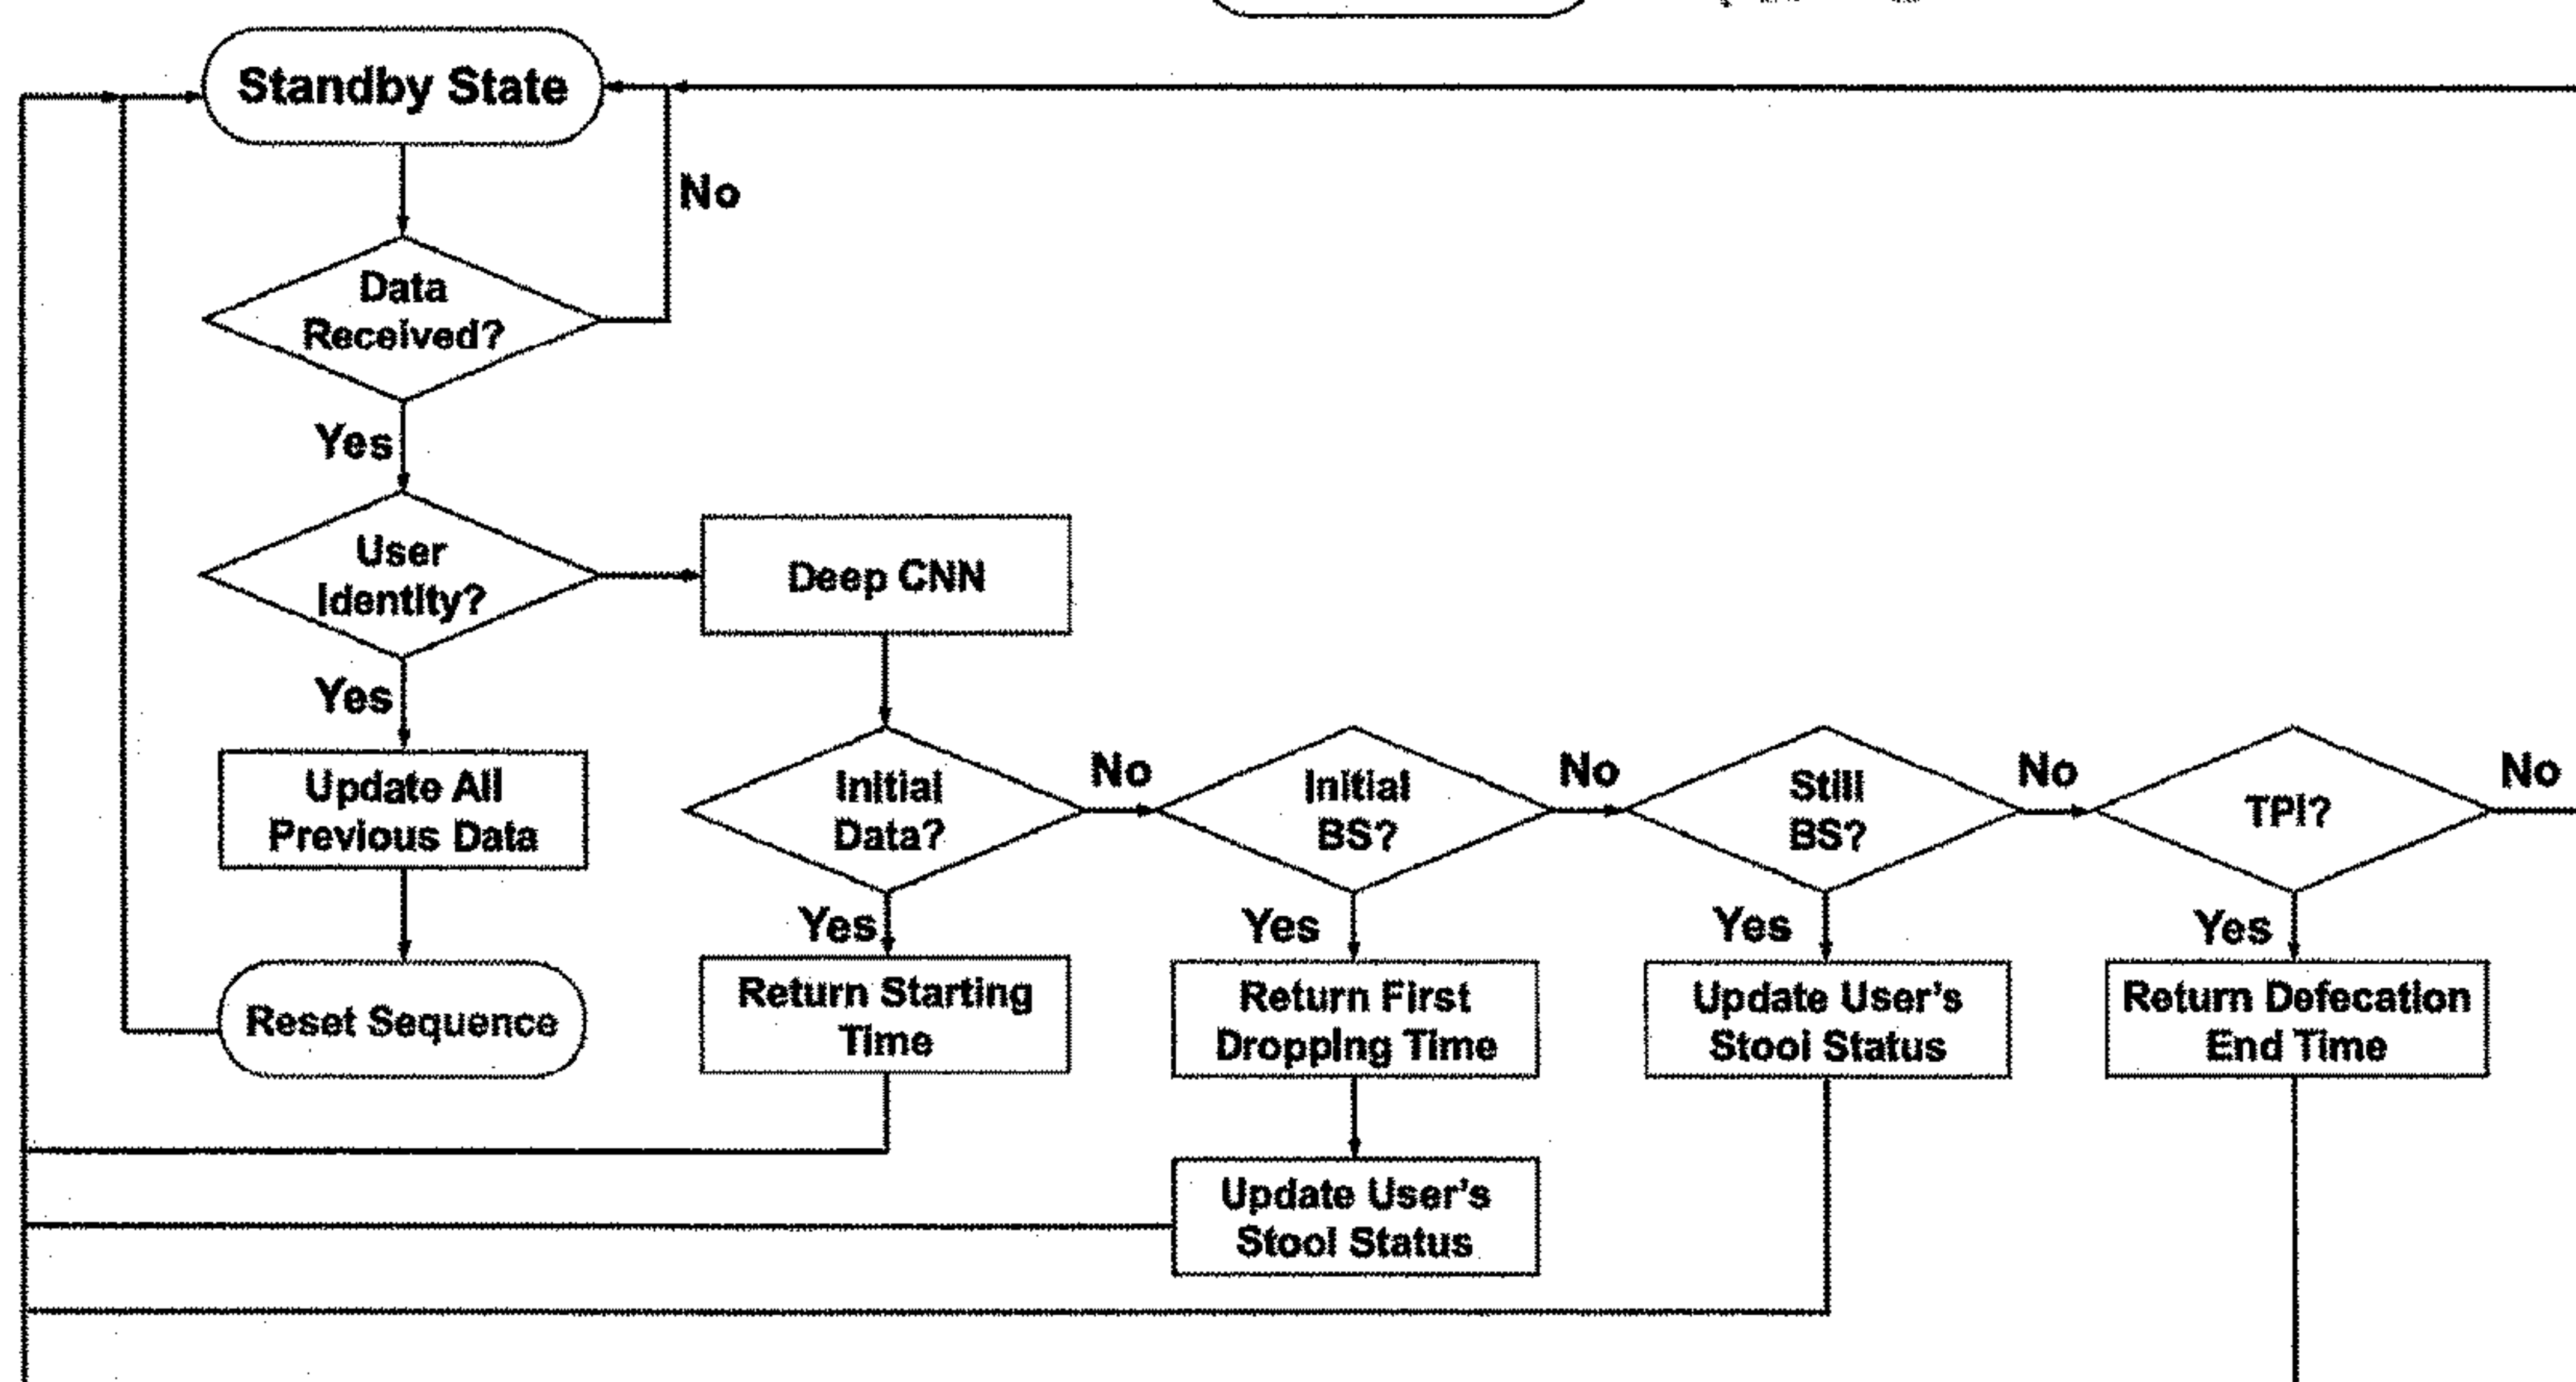 Standby State
No
Data
Received?
Yes
User
Identity?
Deep CNN
Yes
Update All
Previous Data
Initial
Data?
No
Initial
BS?
No
Still
BS?
No
TPI?
No
Yes
Yes
Yes
Yes
Reset Sequence
Return Starting
Time
Return First
Dropping Time
Update User's
Stool Status
Return Defecation
End Time
Update User's
Stool Status